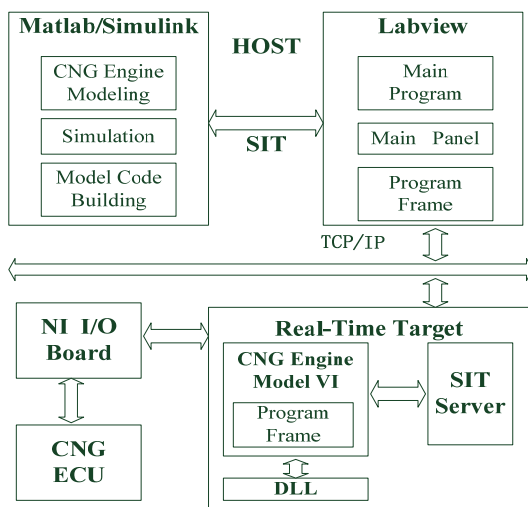 Matlab/Simulink
CNG Engine
Modeling
Simulation
Model Code
Building
HOST
SIT
Labview
Main
Program
Main Panel
Program
Frame
TCP/IP
NI I/O
Board
CNG
ECU
Real-Time Target
CNG Engine
Model VI
Program
Frame
DLL
SIT
Server